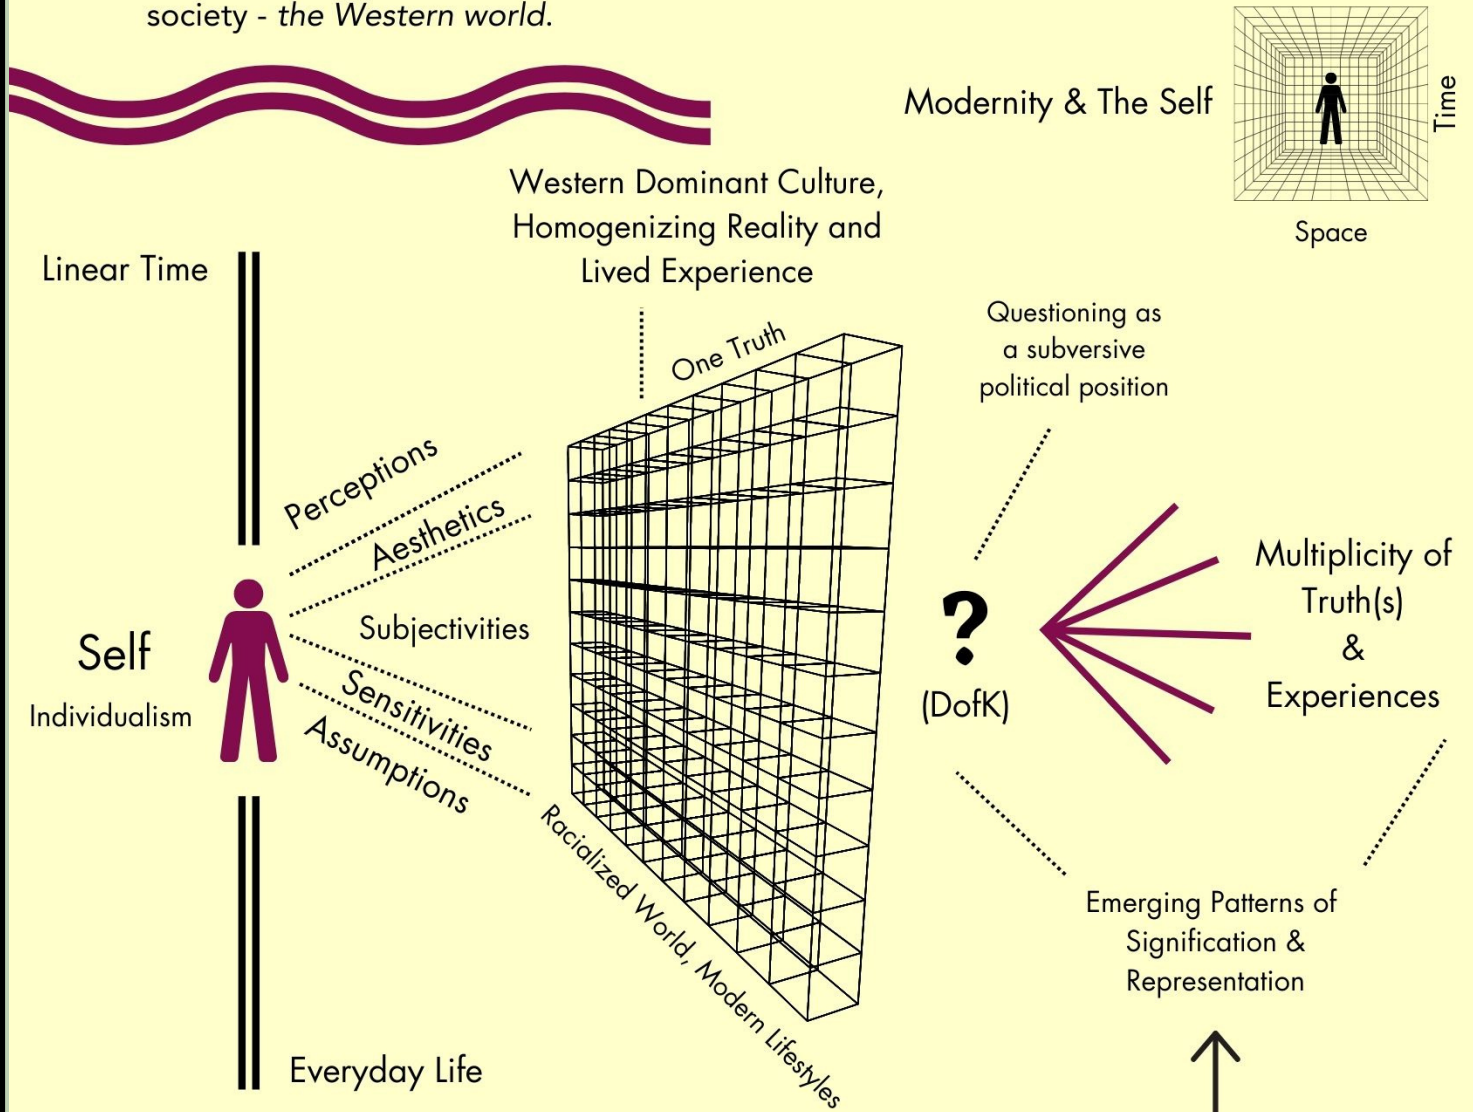 society - the Western world.
Modernity & The Self
Time
Space
Western Dominant Culture,
Homogenizing Reality and
Lived Experience
Linear Time
One Truth
Questioning as
a subversive
political position
Perceptions
Aesthetics
Subjectivities
Sensitivities
Assumptions
Self
Individualism
?
(DofK)
Multiplicity of
Truth(s)
&
Experiences
Racialized World, Modern Lifestyles
Emerging Patterns of
Signification &
Representation
Everyday Life